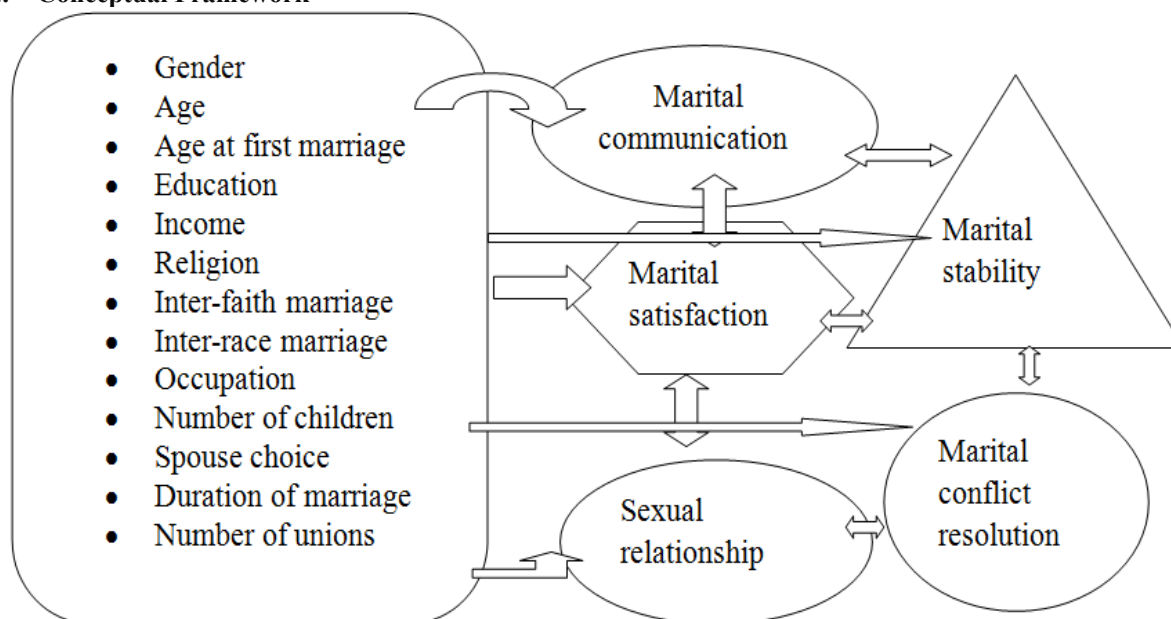 Conceptual Framework
• Gender
• Age
• Age at first marriage
• Education
• Income
• Religion
• Inter-faith marriage
• Inter-race marriage
• Occupation
• Number of children
• Spouse choice
• Duration of marriage
• Number of unions
Marital
communication
Marital
satisfaction
Marital
stability
Sexual
relationship
Marital
conflict
resolution